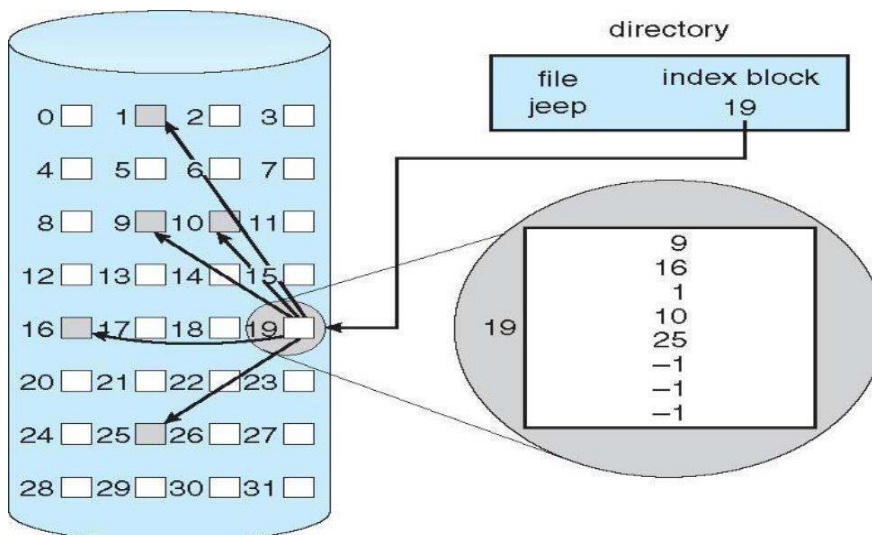 directory
file index block
jeep 19
0 1 2 3
4 5 6 7
8 9 10 11
12 13 14 15
16 17 18 19
20 21 22 23
24 25 26 27
28 29 30 31
19
9
16
1
10
25
–1
–1
–1